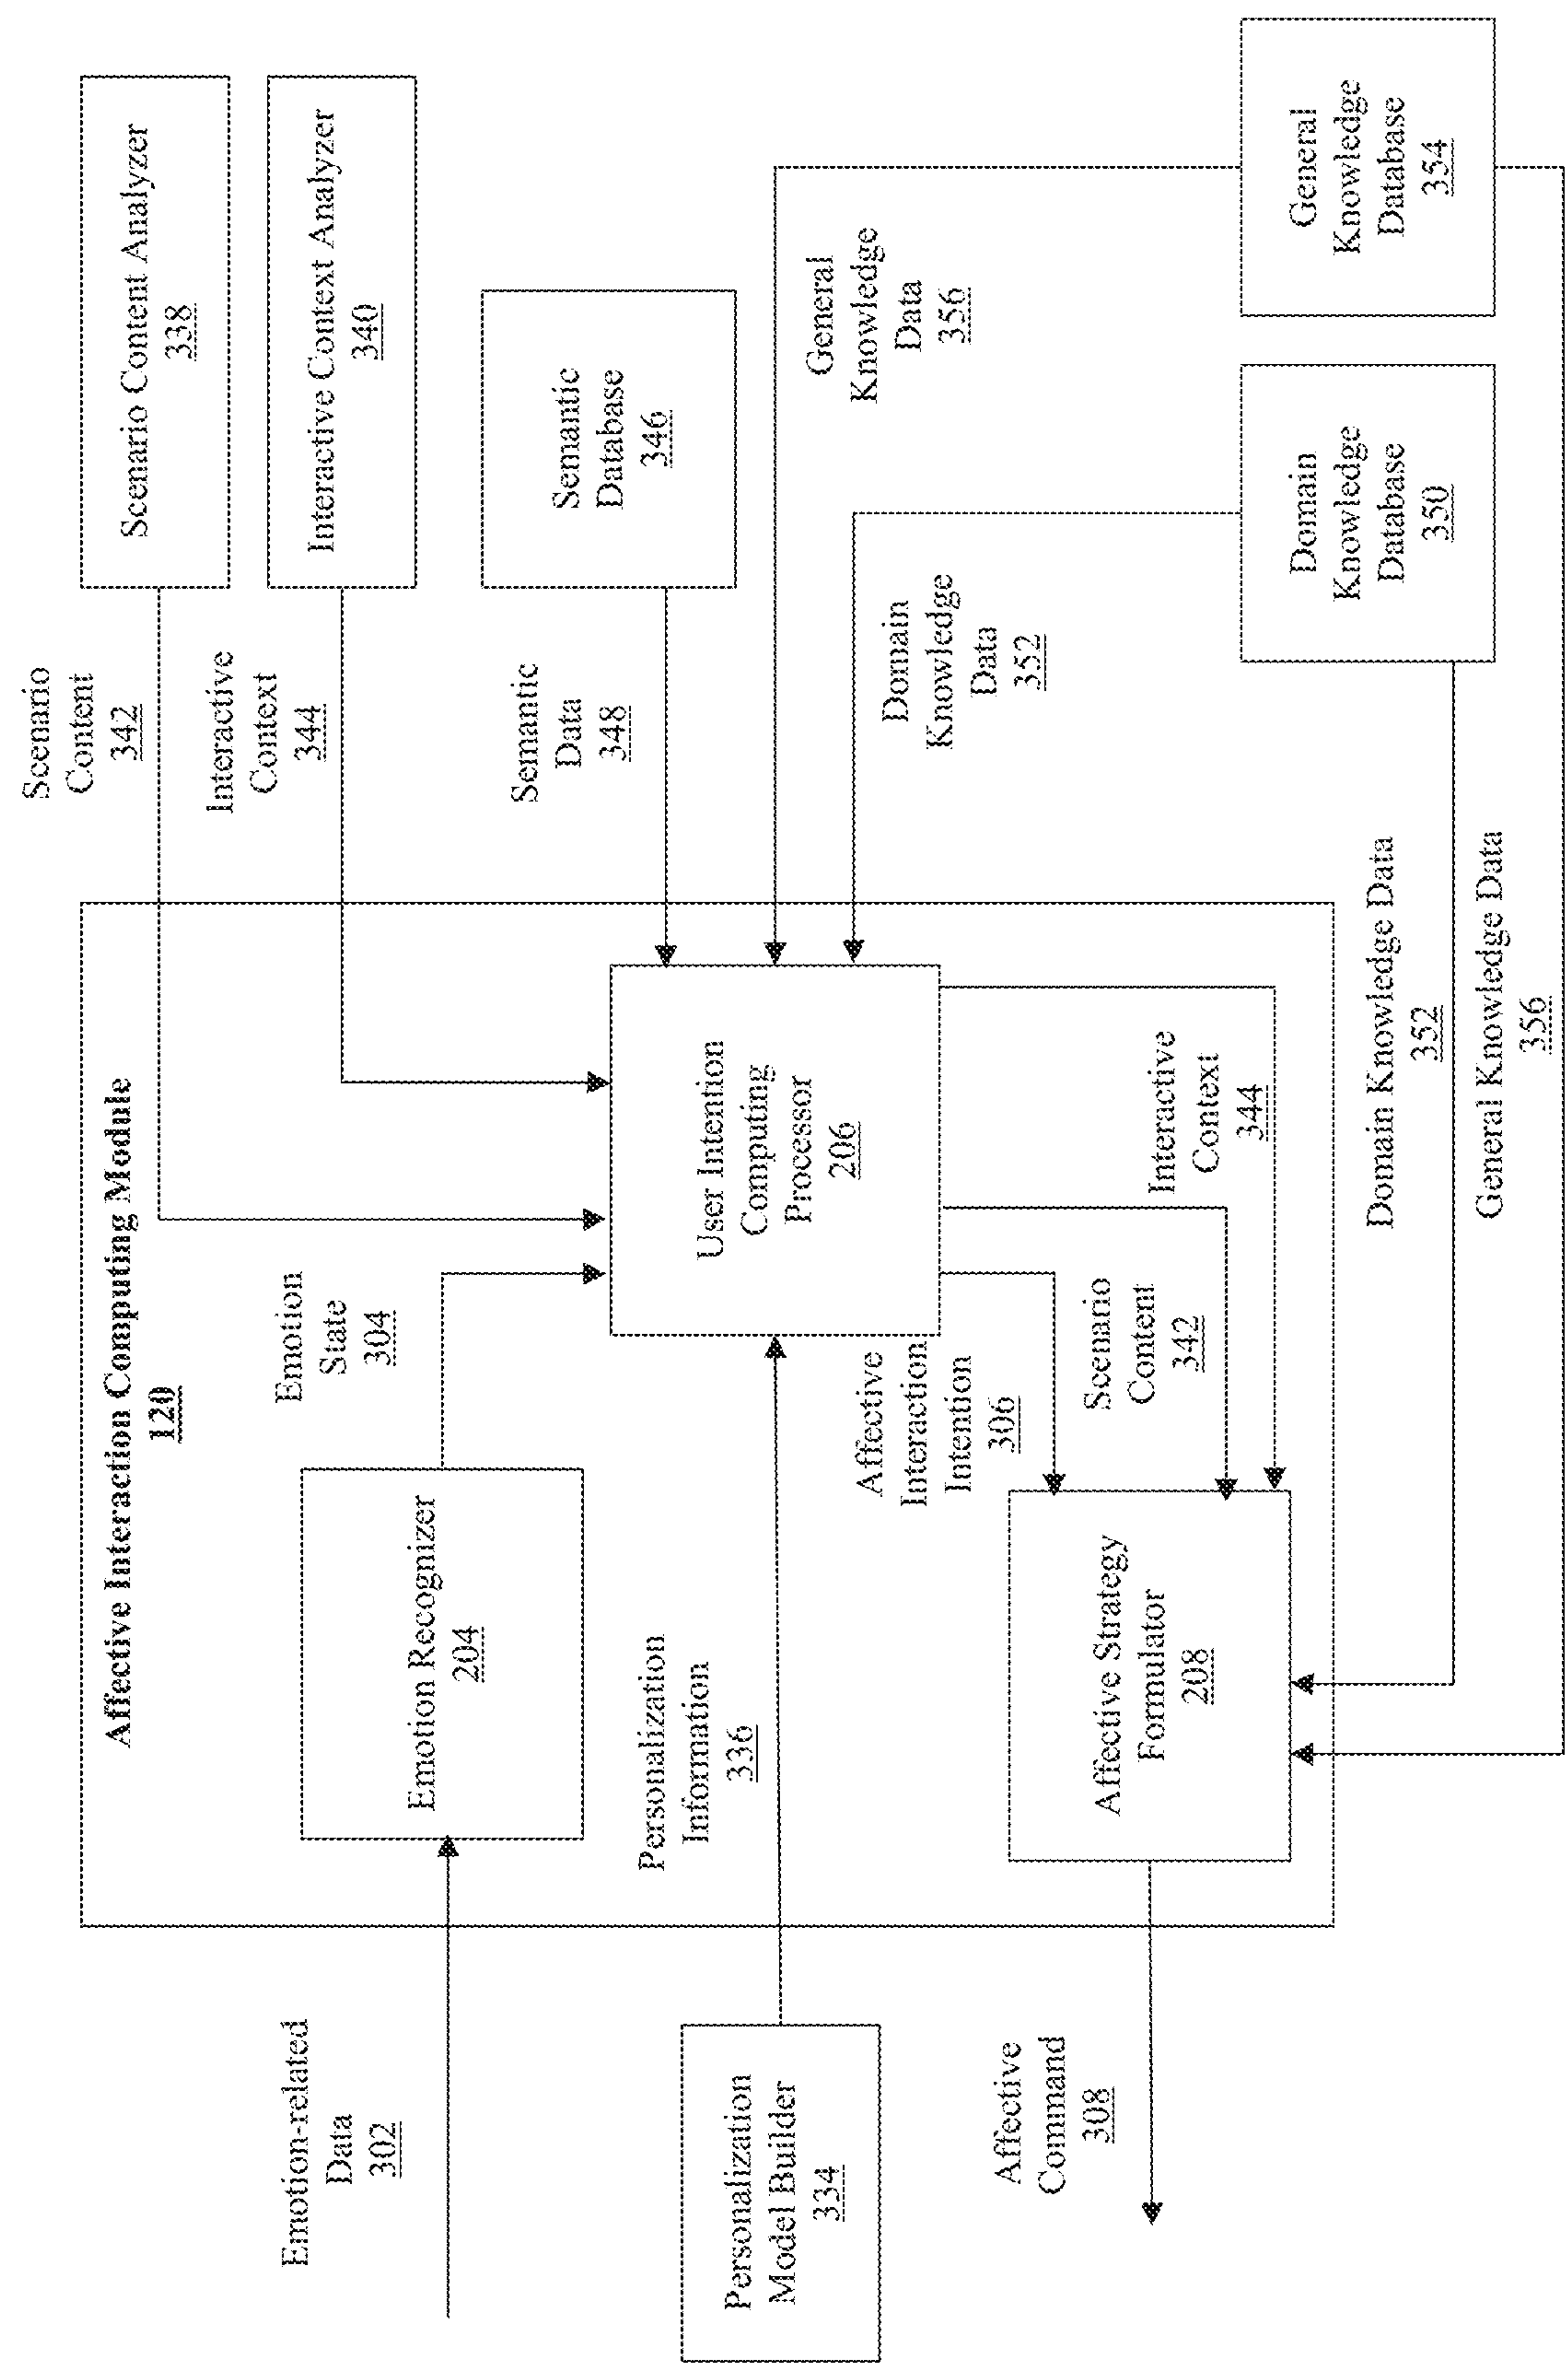 Affective Interaction Computing Module
120
Emotion-related
Data
302
Emotion Recognizer
204
Emotion
State
304
Scenario
Content
342
Scenario Content Analyzer
338
Interactive
Context
344
Interactive Context Analyzer
340
Personalization
Model Builder
334
Personalization
Information
336
User Intention
Computing
Processor
206
Semantic
Data
348
Semantic
Database
346
General
Knowledge
Data
356
Domain
Knowledge
Data
352
Affective
Interaction
Intention
306
Scenario
Content
342
Interactive
Context
344
Affective
Command
308
Affective Strategy
Formulator
208
Domain
Knowledge
Database
350
General
Knowledge
Database
354
Domain Knowledge Data
352
General Knowledge Data
356